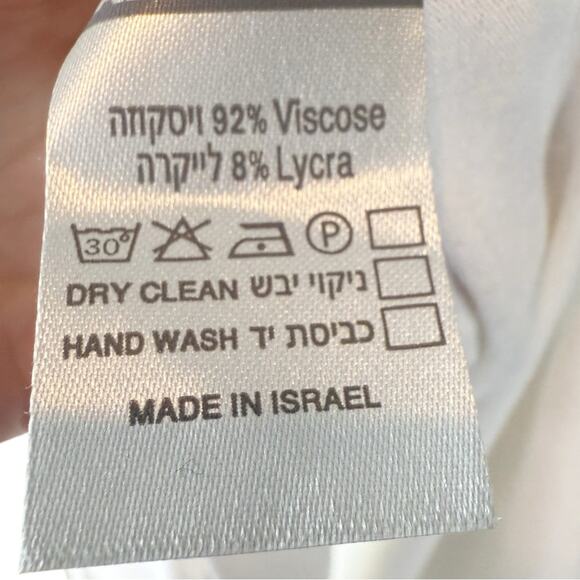 ויסקוזה 92% Viscose
לייקרה 8% Lycra
30° P
DRY CLEAN ניקוי יבש
HAND WASH כביסת יד
MADE IN ISRAEL